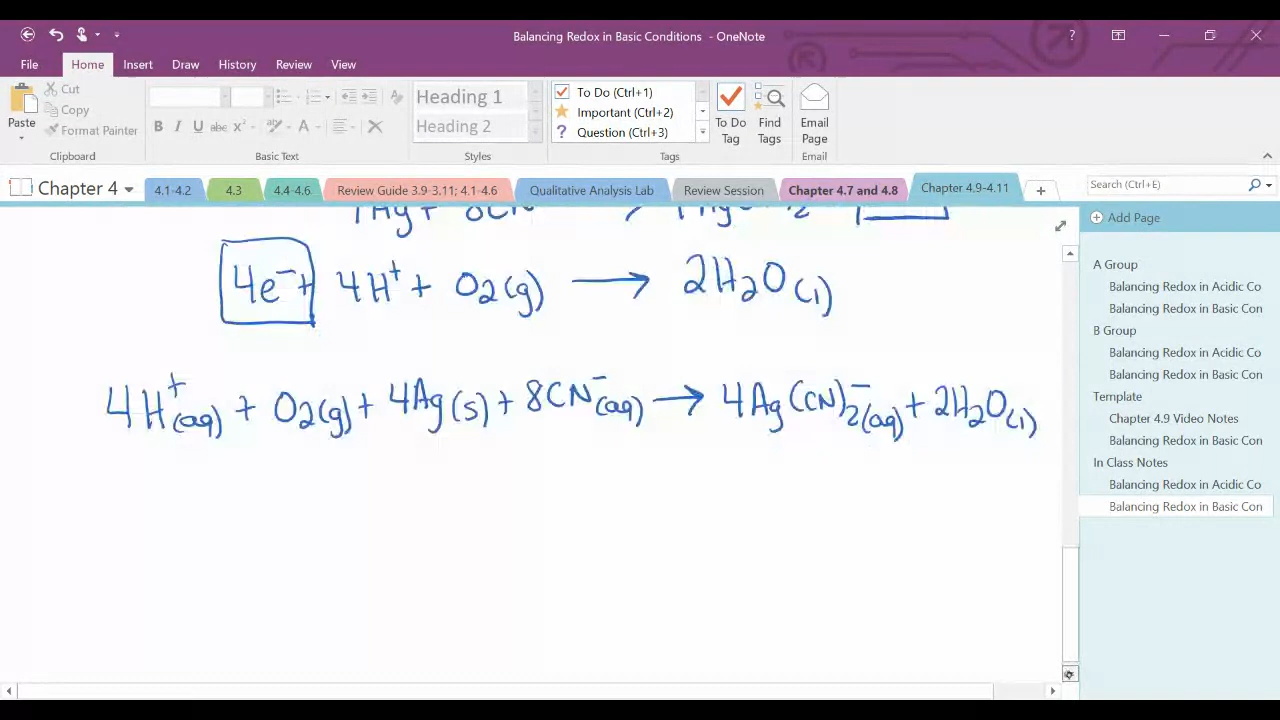 Balancing Redox in Basic Conditions - OneNote
File Home Insert Draw History Review View
Paste Cut Copy Format Painter
B I U abc x² A
Heading 1
Heading 2
To Do (Ctrl+1)
Important (Ctrl+2)
Question (Ctrl+3)
To Do Tag
Find Tags
Email Page
Clipboard Basic Text Styles Tags Email
Chapter 4 4.1-4.2 4.3 4.4-4.6 Review Guide 3.9-3.11; 4.1-4.6 Qualitative Analysis Lab Review Session Chapter 4.7 and 4.8 Chapter 4.9-4.11 Search (Ctrl+E)
Add Page
A Group
Balancing Redox in Acidic Co
Balancing Redox in Basic Con
B Group
Balancing Redox in Acidic Co
Balancing Redox in Basic Con
Template
Chapter 4.9 Video Notes
Balancing Redox in Basic Con
In Class Notes
Balancing Redox in Acidic Co
Balancing Redox in Basic Con
4e⁻ + 4H⁺ + O₂(g) → 2H₂O(l)
4H⁺(aq) + O₂(g) + 4Ag(s) + 8CN⁻(aq) → 4Ag(CN)₂⁻(aq) + 2H₂O(l)